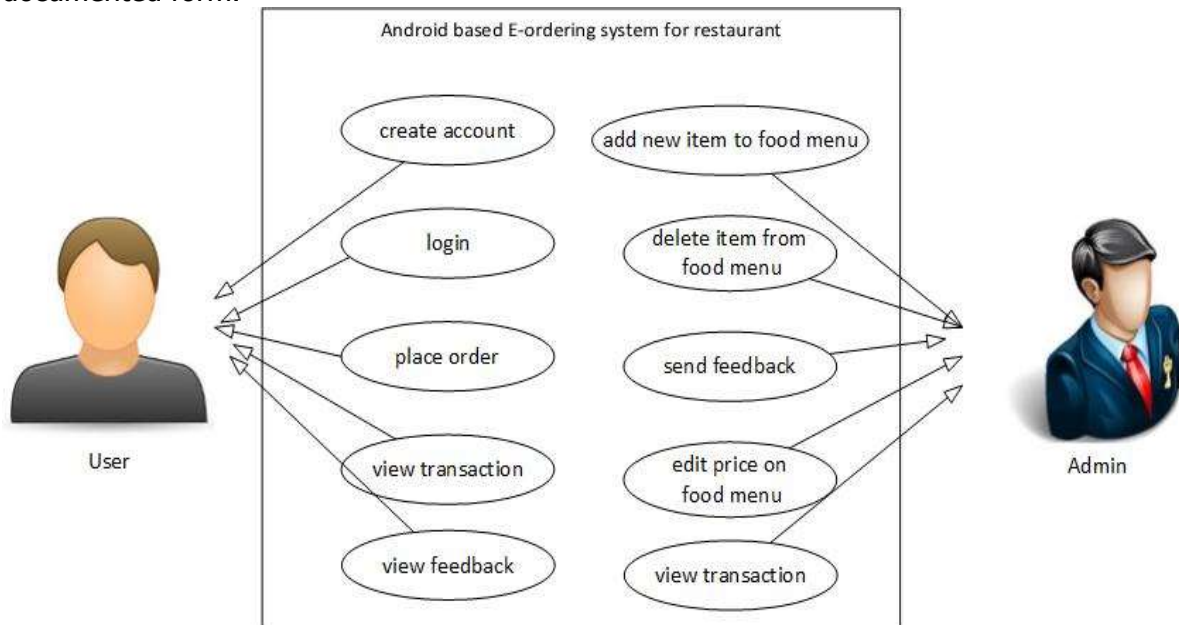 documented form.
Android based E-ordering system for restaurant
create account
add new item to food menu
login
delete item from
food menu
place order
send feedback
User
view transaction
edit price on
food menu
Admin
view feedback
view transaction